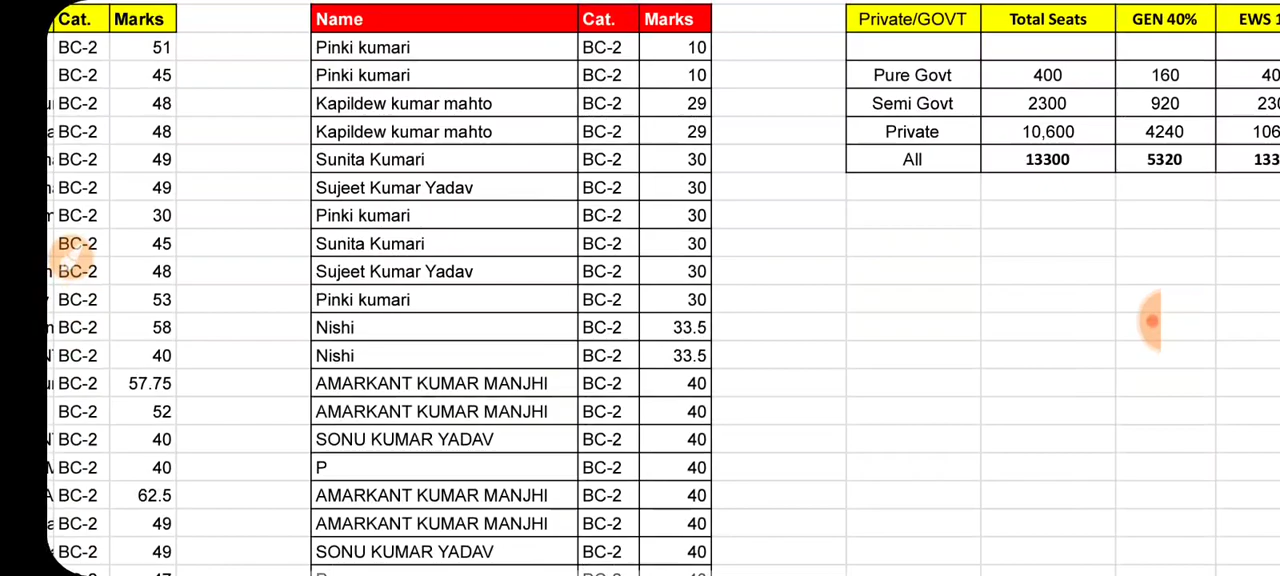 Cat. Marks Name Cat. Marks Private/GOVT Total Seats GEN 40% EWS
BC-2 51 Pinki kumari BC-2 10
BC-2 45 Pinki kumari BC-2 10 Pure Govt 400 160 40
BC-2 48 Kapildew kumar mahto BC-2 29 Semi Govt 2300 920 230
BC-2 48 Kapildew kumar mahto BC-2 29 Private 10,600 4240 106
BC-2 49 Sunita Kumari BC-2 30 All 13300 5320 133
BC-2 49 Sujeet Kumar Yadav BC-2 30
BC-2 30 Pinki kumari BC-2 30
BC-2 45 Sunita Kumari BC-2 30
BC-2 48 Sujeet Kumar Yadav BC-2 30
BC-2 53 Pinki kumari BC-2 30
BC-2 58 Nishi BC-2 33.5
BC-2 40 Nishi BC-2 33.5
BC-2 57.75 AMARKANT KUMAR MANJHI BC-2 40
BC-2 52 AMARKANT KUMAR MANJHI BC-2 40
BC-2 40 SONU KUMAR YADAV BC-2 40
BC-2 40 P BC-2 40
BC-2 62.5 AMARKANT KUMAR MANJHI BC-2 40
BC-2 49 AMARKANT KUMAR MANJHI BC-2 40
BC-2 49 SONU KUMAR YADAV BC-2 40